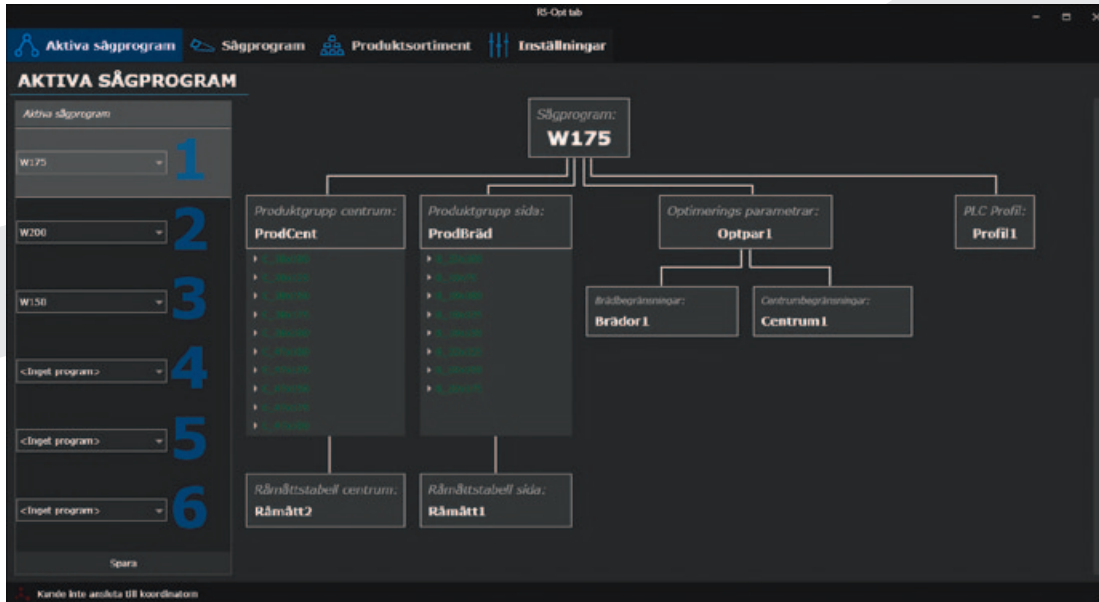 RS-Opt tab
Aktiva sågprogram
Sågprogram
Produktsortiment
Inställningar
AKTIVA SÅGPROGRAM
Aktiva sågprogram
W175
1
W200
2
W150
3
<Inget program>
4
<Inget program>
5
<Inget program>
6
Spara
Sågprogram:
W175
Produktgrupp centrum:
ProdCent
Produktgrupp sida:
ProdBräd
Optimerings parametrar:
Optpar1
PLC Profil:
Profil1
Brädbegränsningar:
Brädor1
Centrumbegränsningar:
Centrum1
Råmåttstabell centrum:
Råmått2
Råmåttstabell sida:
Råmått1
Kunde inte ansluta till koordinatorn